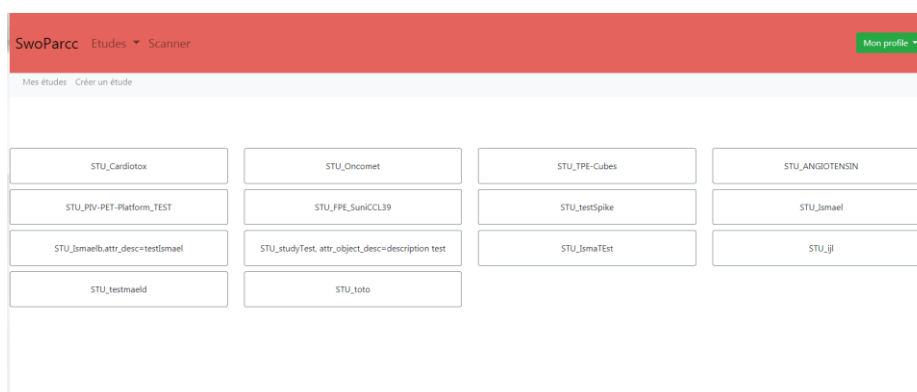 SwoParcc Etudes Scanner Mon profile
Mes études Créer un étude
STU_Cardiotox STU_Oncomet STU_TPE-Cubes STU_ANGIOTENSIN
STU_PIV-PET-Platform_TEST STU_FPE_SuniCCL39 STU_testSpike STU_Ismael
STU_Ismaelb,attr_desc=testIsmael STU_studyTest, attr_object_desc=description test STU_IsmaTEst STU_ijl
STU_testmaeld STU_toto